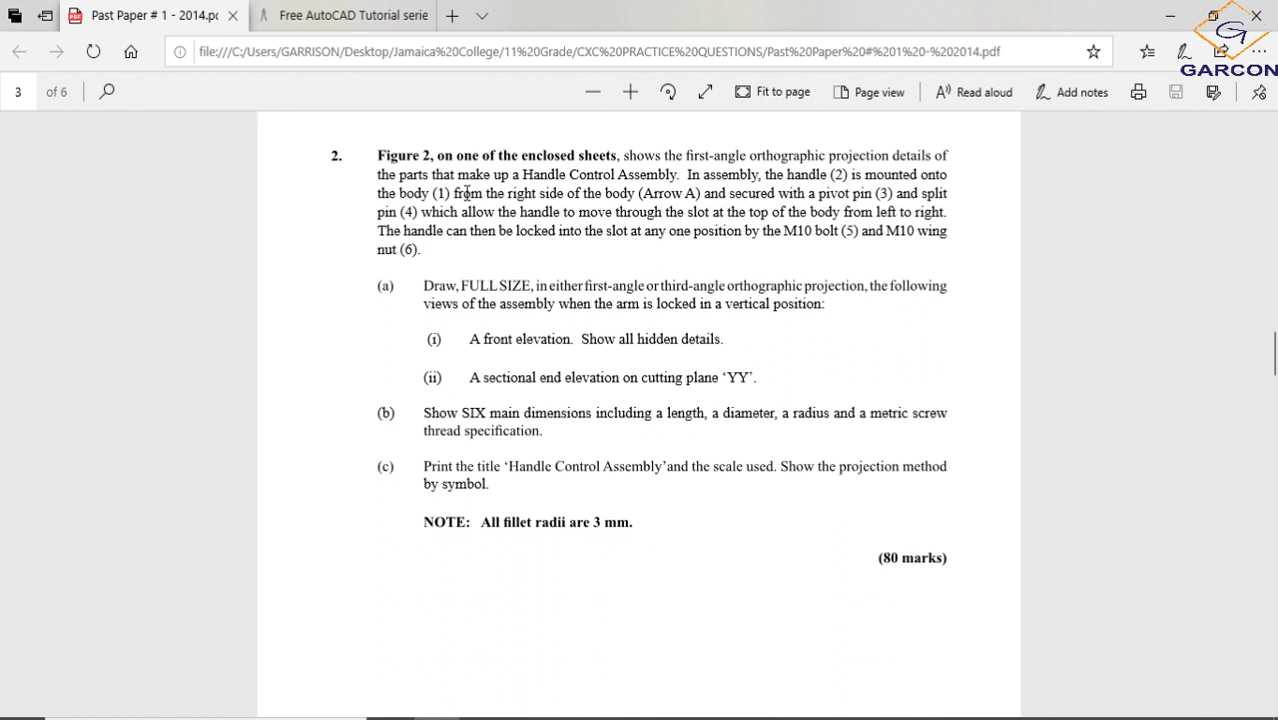 Past Paper # 1 - 2014.pc
Free AutoCAD Tutorial serie
file:///C:/Users/GARRISON/Desktop/Jamaica%20College/11%20Grade/CXC%20PRACTICE%20QUESTIONS/Past%20Paper%20#%201%20-%202014.pdf
GARCON
3 of 6
Fit to page
Page view
Read aloud
Add notes
2. Figure 2, on one of the enclosed sheets, shows the first-angle orthographic projection details of
the parts that make up a Handle Control Assembly. In assembly, the handle (2) is mounted onto
the body (1) from the right side of the body (Arrow A) and secured with a pivot pin (3) and split
pin (4) which allow the handle to move through the slot at the top of the body from left to right.
The handle can then be locked into the slot at any one position by the M10 bolt (5) and M10 wing
nut (6).
(a) Draw, FULL SIZE, in either first-angle or third-angle orthographic projection, the following
views of the assembly when the arm is locked in a vertical position:
(i) A front elevation. Show all hidden details.
(ii) A sectional end elevation on cutting plane ‘YY’.
(b) Show SIX main dimensions including a length, a diameter, a radius and a metric screw
thread specification.
(c) Print the title ‘Handle Control Assembly’and the scale used. Show the projection method
by symbol.
NOTE: All fillet radii are 3 mm.
(80 marks)